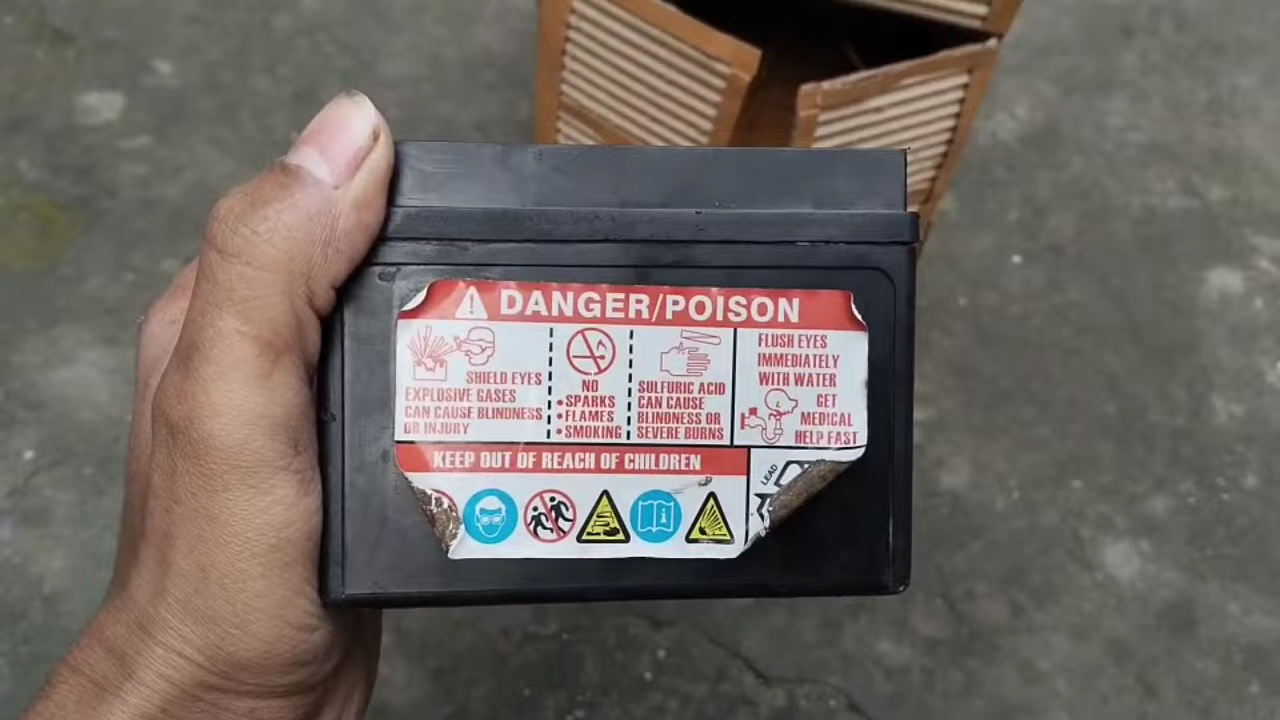 DANGER/POISON
SHIELD EYES
EXPLOSIVE GASES
CAN CAUSE BLINDNESS
OR INJURY
NO
•SPARKS
•FLAMES
•SMOKING
SULFURIC ACID
CAN CAUSE
BLINDNESS OR
SEVERE BURNS
FLUSH EYES
IMMEDIATELY
WITH WATER
GET
MEDICAL
HELP FAST
KEEP OUT OF REACH OF CHILDREN
LEAD